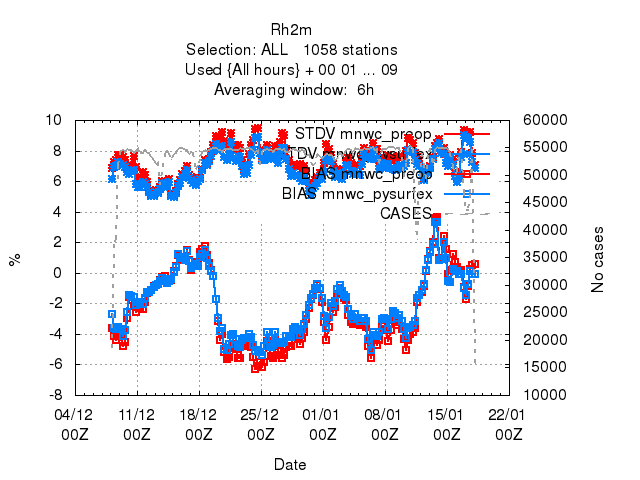 Rh2m
Selection: ALL 1058 stations
Used {All hours} + 00 01 ... 09
Averaging window: 6h
10
8
6
4
2
0
-2
-4
-6
-8
%
60000
55000
50000
45000
40000
35000
30000
25000
20000
15000
10000
No cases
STDV mnwc_preop
BIAS mnwc_preop
BIAS mnwc_pysurfex
CASES
04/12 11/12 18/12 25/12 01/01 08/01 15/01 22/01
00Z 00Z 00Z 00Z 00Z 00Z 00Z 00Z
Date